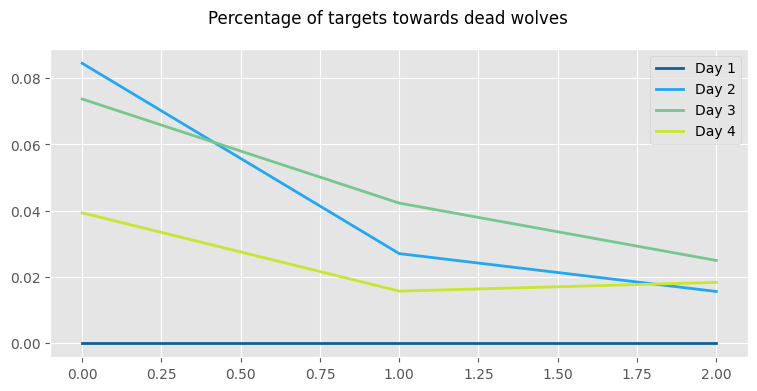 Percentage of targets towards dead wolves
Day 1
Day 2
Day 3
Day 4
0.08
0.06
0.04
0.02
0.00
0.00 0.25 0.50 0.75 1.00 1.25 1.50 1.75 2.00